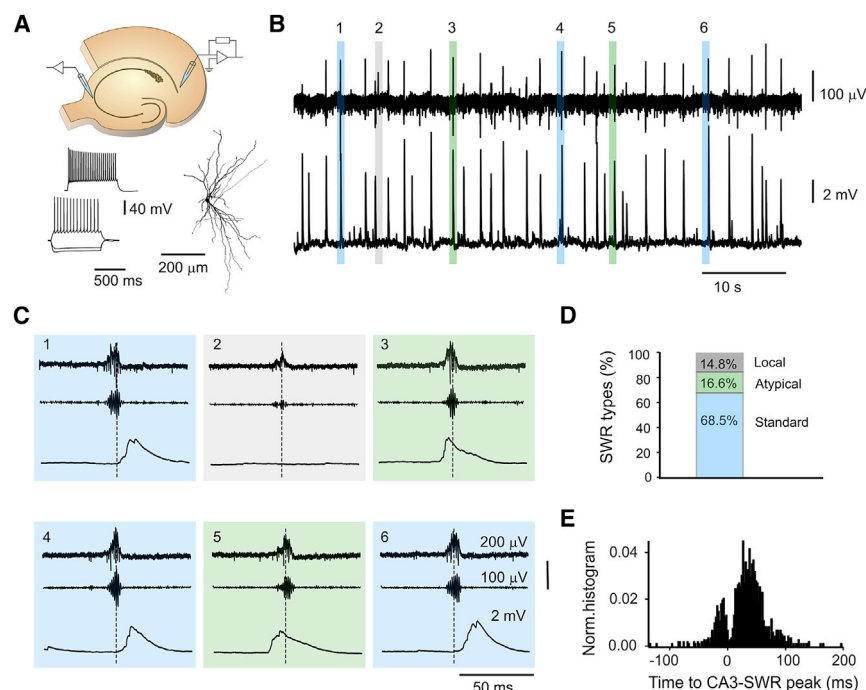 A
40 mV
500 ms
200 μm
B
1 2 3 4 5 6
100 μV
2 mV
10 s
C
1 2 3
4 5 6
200 μV
100 μV
2 mV
50 ms
D
SWR types (%)
100
80
60
40
20
0
14.8% Local
16.6% Atypical
68.5% Standard
E
Norm.histogram
0.04
0.02
0.00
-100 0 100 200
Time to CA3-SWR peak (ms)